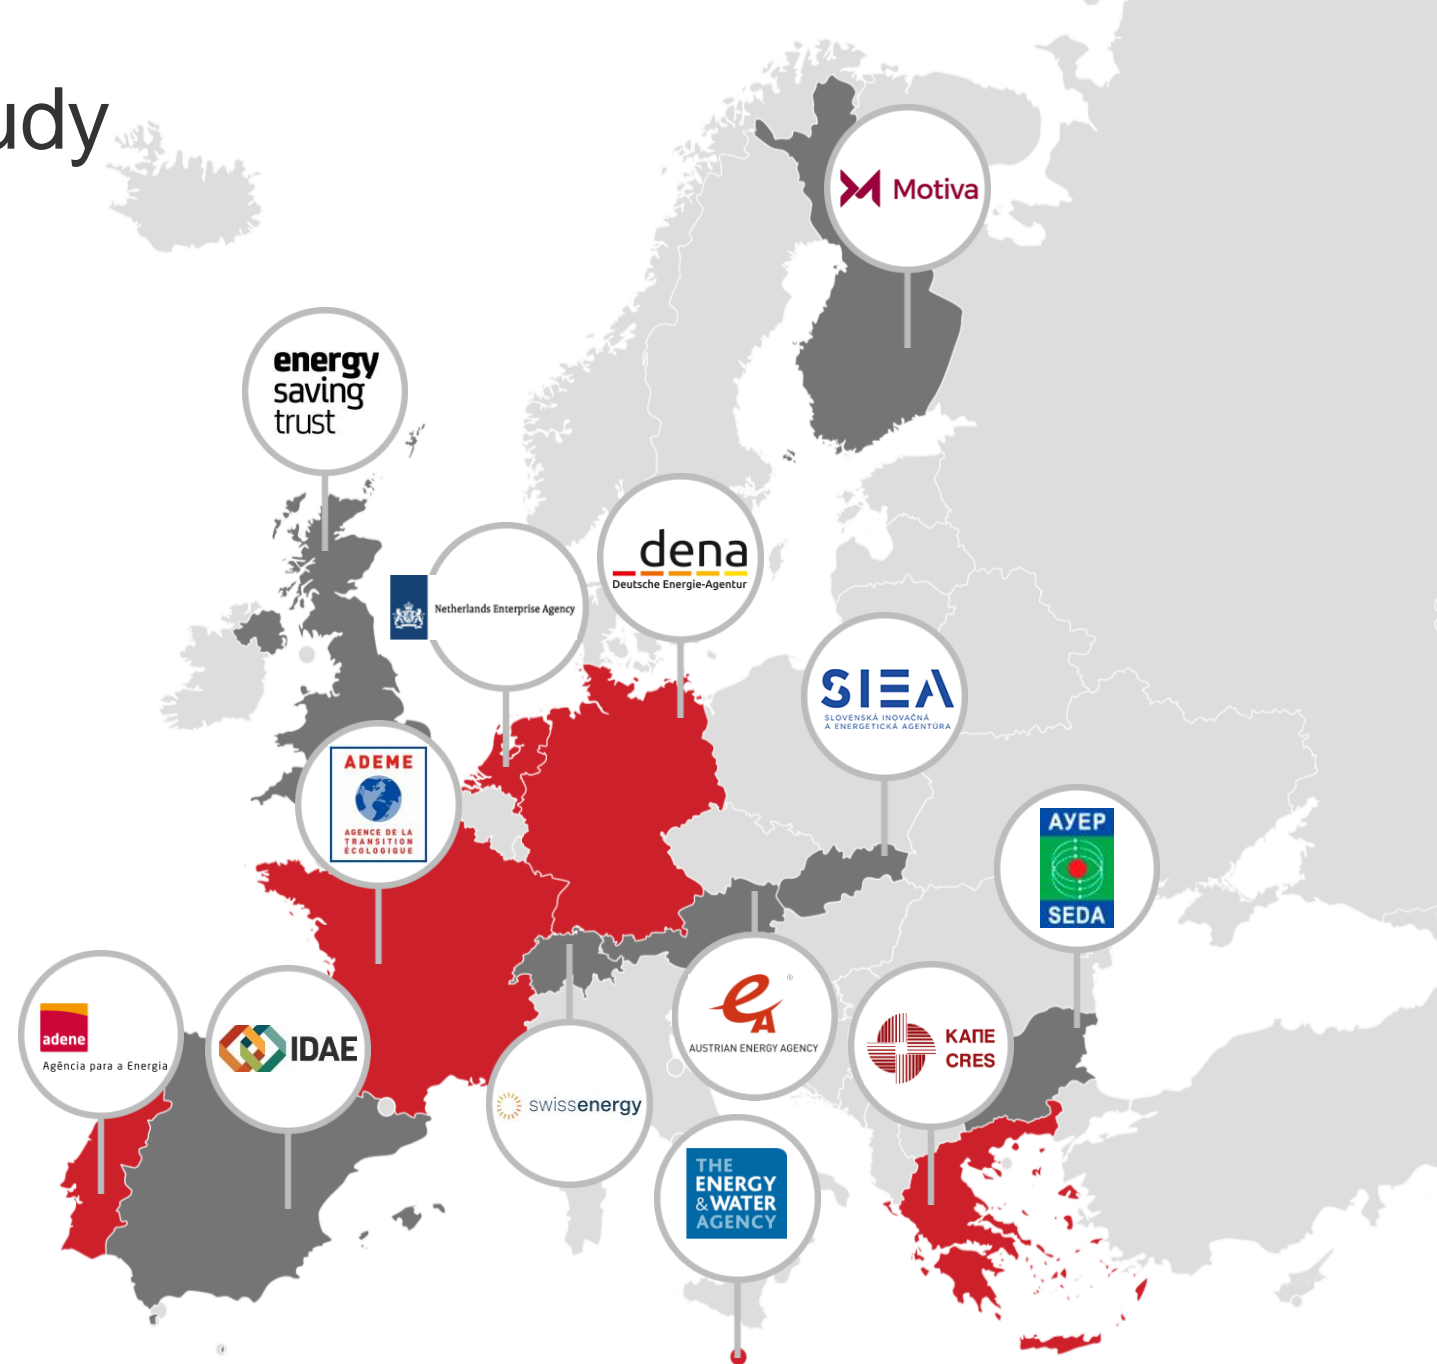 udy
Motiva
energy
saving
trust
dena
Deutsche Energie-Agentur
Netherlands Enterprise Agency
SIEA
SLOVENSKÁ INOVAČNÁ
A ENERGETICKÁ AGENTÚRA
ADEME
AGENCE DE LA
TRANSITION
ÉCOLOGIQUE
АУЕР
SEDA
adene
Agência para a Energia
IDAE
swissenergy
eA
®
AUSTRIAN ENERGY AGENCY
ΚΑΠΕ
CRES
THE
ENERGY
&WATER
AGENCY